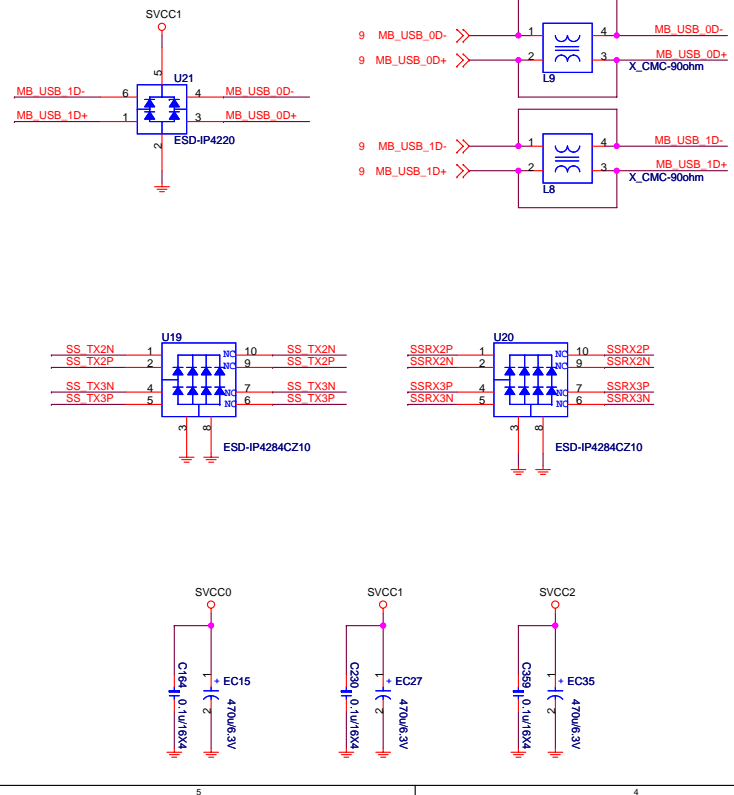 SVCC1
5
U21
MB_USB_1D- 6 4 MB_USB_0D-
MB_USB_1D+ 1 3 MB_USB_0D+
2
ESD-IP4220
9 MB_USB_0D- 1 4 MB_USB_0D-
9 MB_USB_0D+ 2 3 MB_USB_0D+
L9
X_CMC-90ohm
9 MB_USB_1D- 1 4 MB_USB_1D-
9 MB_USB_1D+ 2 3 MB_USB_1D+
L8
X_CMC-90ohm
U19
SS_TX2N 1 NC 10 SS_TX2N
SS_TX2P 2 NC 9 SS_TX2P
SS_TX3N 4 NC 7 SS_TX3N
SS_TX3P 5 NC 6 SS_TX3P
3 8
ESD-IP4284CZ10
U20
SSRX2P 1 NC 10 SSRX2P
SSRX2N 2 NC 9 SSRX2N
SSRX3P 4 NC 7 SSRX3P
SSRX3N 5 NC 6 SSRX3N
3 8
ESD-IP4284CZ10
SVCC0
C164 0.1u/16X4
1 + EC15
2 470u/6.3V
SVCC1
C230 0.1u/16X4
1 + EC27
2 470u/6.3V
SVCC2
C359 0.1u/16X4
1 + EC35
2 470u/6.3V
5 4